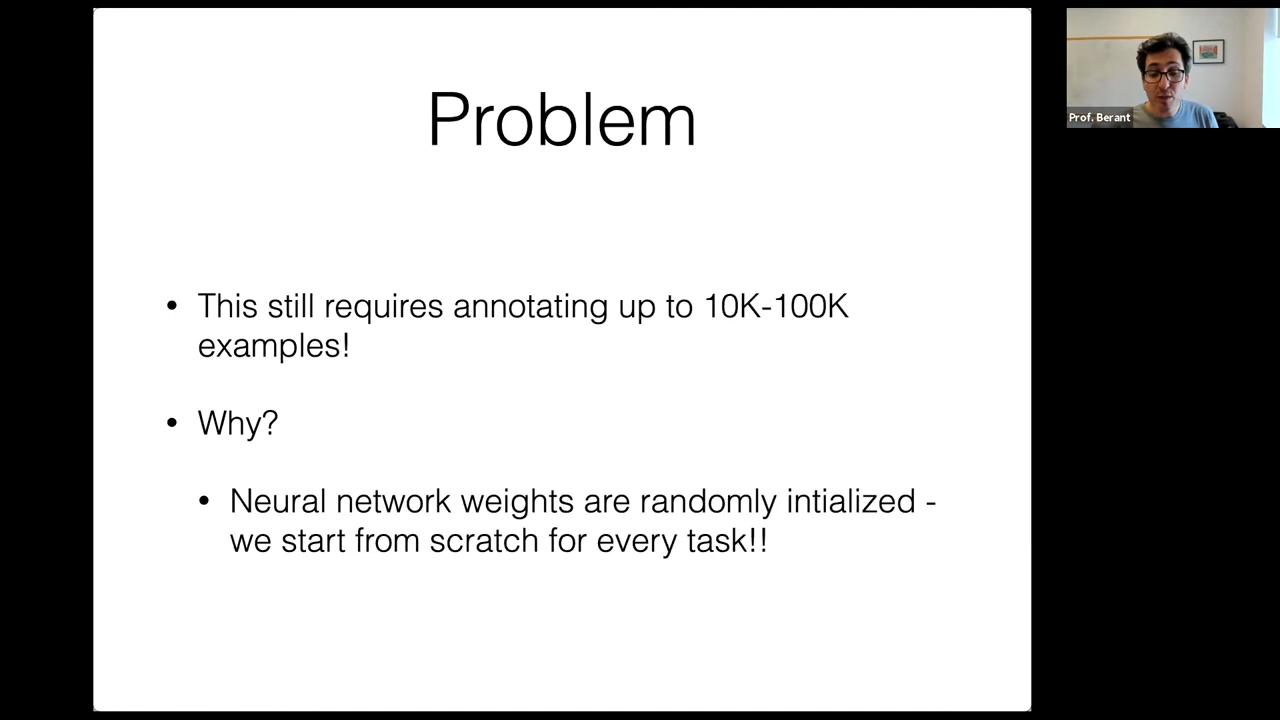 Problem
• This still requires annotating up to 10K-100K
examples!
• Why?
• Neural network weights are randomly intialized -
we start from scratch for every task!!
Prof. Berant